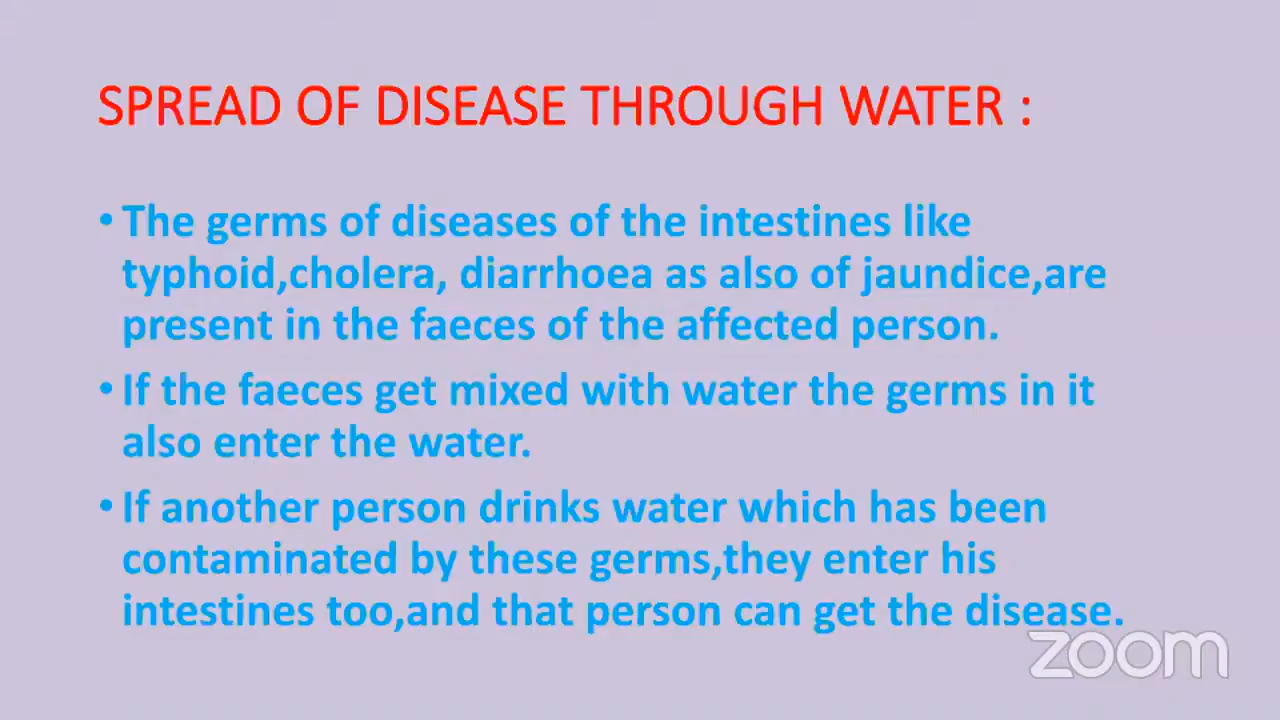 SPREAD OF DISEASE THROUGH WATER :
• The germs of diseases of the intestines like
typhoid,cholera, diarrhoea as also of jaundice,are
present in the faeces of the affected person.
• If the faeces get mixed with water the germs in it
also enter the water.
• If another person drinks water which has been
contaminated by these germs,they enter his
intestines too,and that person can get the disease.
zoom